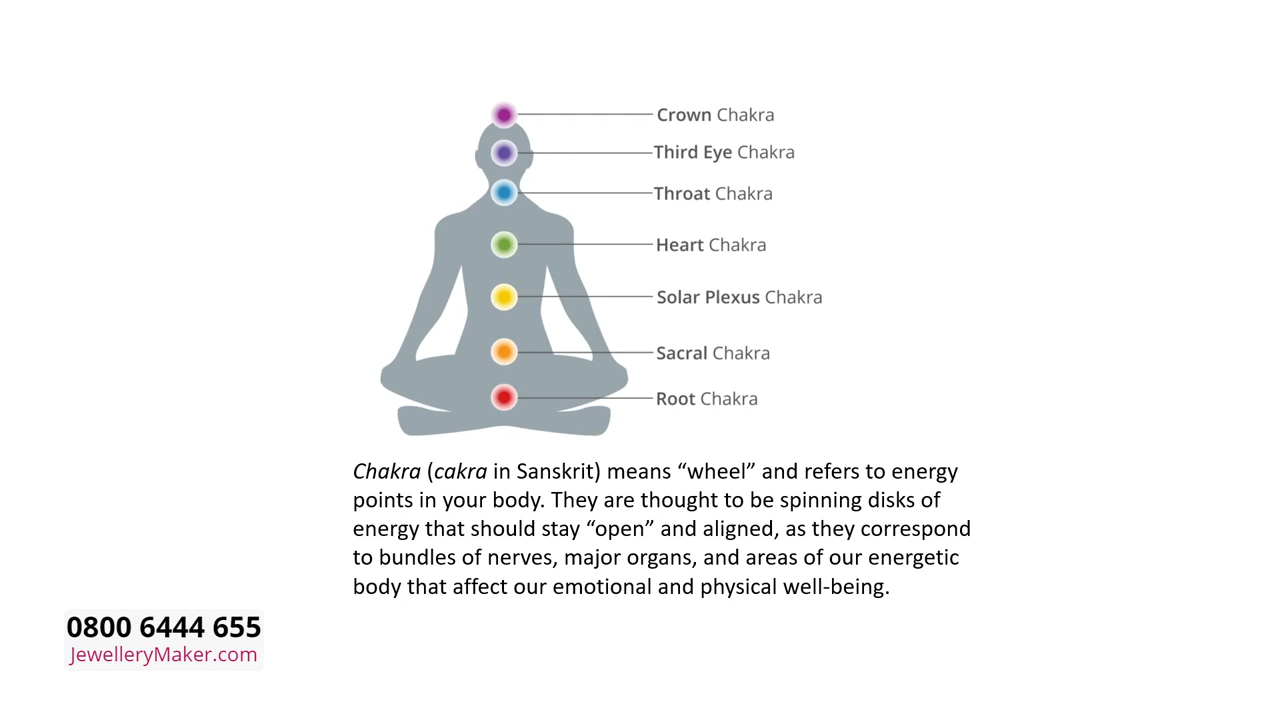 Crown Chakra
Third Eye Chakra
Throat Chakra
Heart Chakra
Solar Plexus Chakra
Sacral Chakra
Root Chakra
Chakra (cakra in Sanskrit) means “wheel” and refers to energy
points in your body. They are thought to be spinning disks of
energy that should stay “open” and aligned, as they correspond
to bundles of nerves, major organs, and areas of our energetic
body that affect our emotional and physical well-being.
0800 6444 655
JewelleryMaker.com